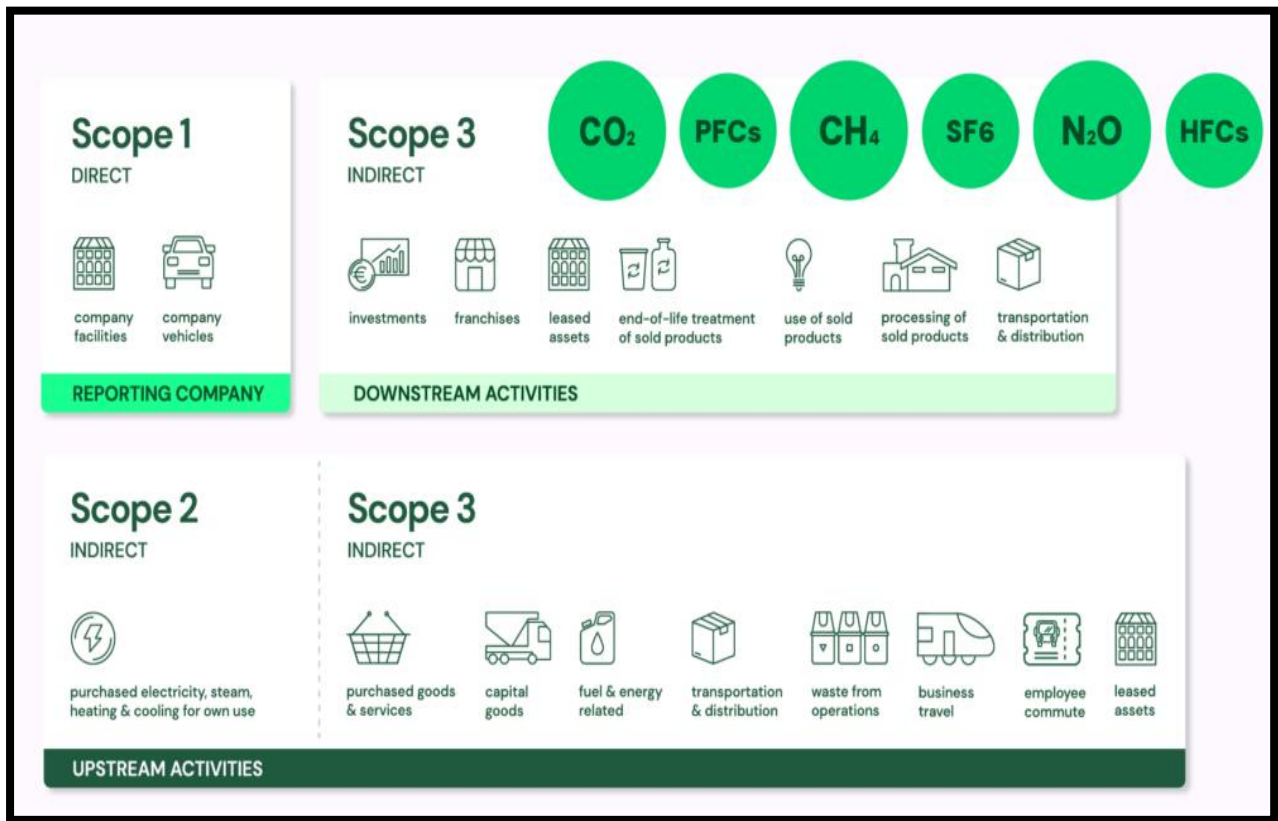 Scope 1
DIRECT
company
facilities
company
vehicles
REPORTING COMPANY
Scope 3
INDIRECT
CO₂
PFCs
CH₄
SF6
N₂O
HFCs
€
investments
franchises
leased
assets
end-of-life treatment
of sold products
use of sold
products
processing of
sold products
transportation
& distribution
DOWNSTREAM ACTIVITIES
Scope 2
INDIRECT
purchased electricity, steam,
heating & cooling for own use
Scope 3
INDIRECT
purchased goods
& services
capital
goods
fuel & energy
related
transportation
& distribution
waste from
operations
business
travel
employee
commute
leased
assets
UPSTREAM ACTIVITIES